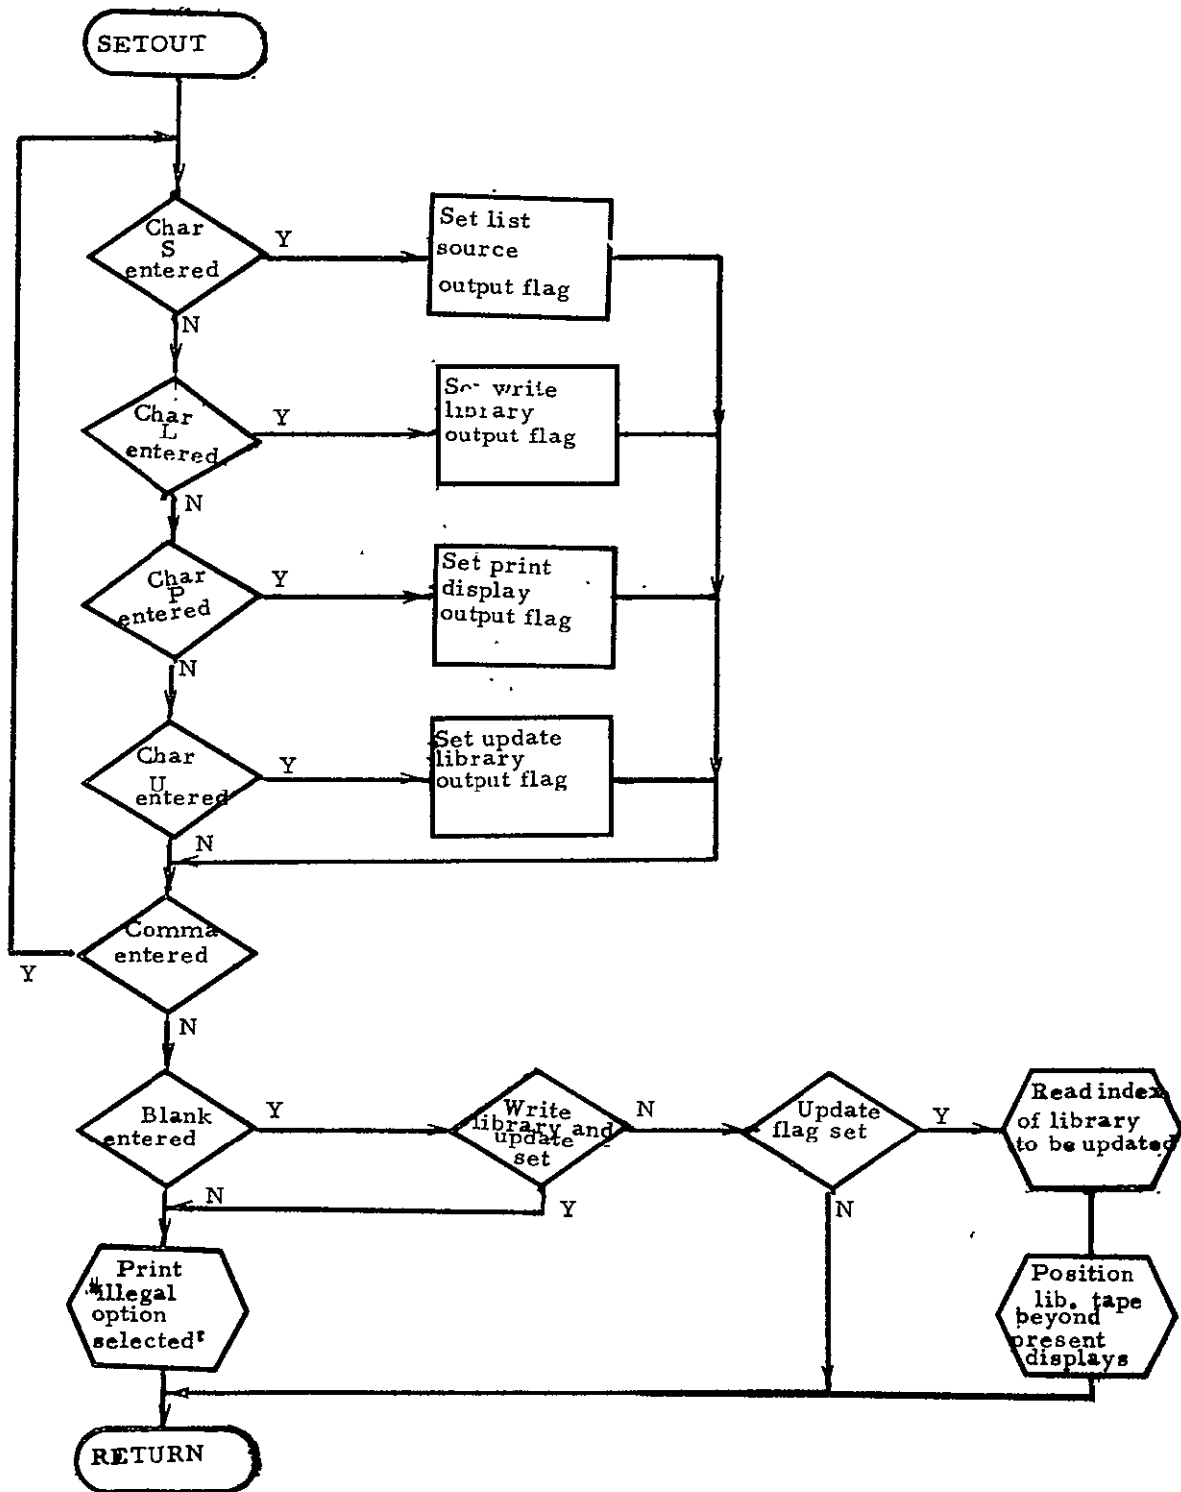 SETOUT
Char
S
entered
Y
Set list
source
output flag
N
Char
L
entered
Y
write
library
output flag
N
Char
P
entered
Y
Set print
display
output flag
N
Char
U
entered
Y
Set update
library
output flag
N
Comma
entered
Y
N
Blank
entered
Y
Write
library and
update
set
N
Update
flag set
Y
Read index
of library
to be updated
N
Y
N
Print
illegal
option
selected'
Position
lib. tape
beyond
present
displays
RETURN